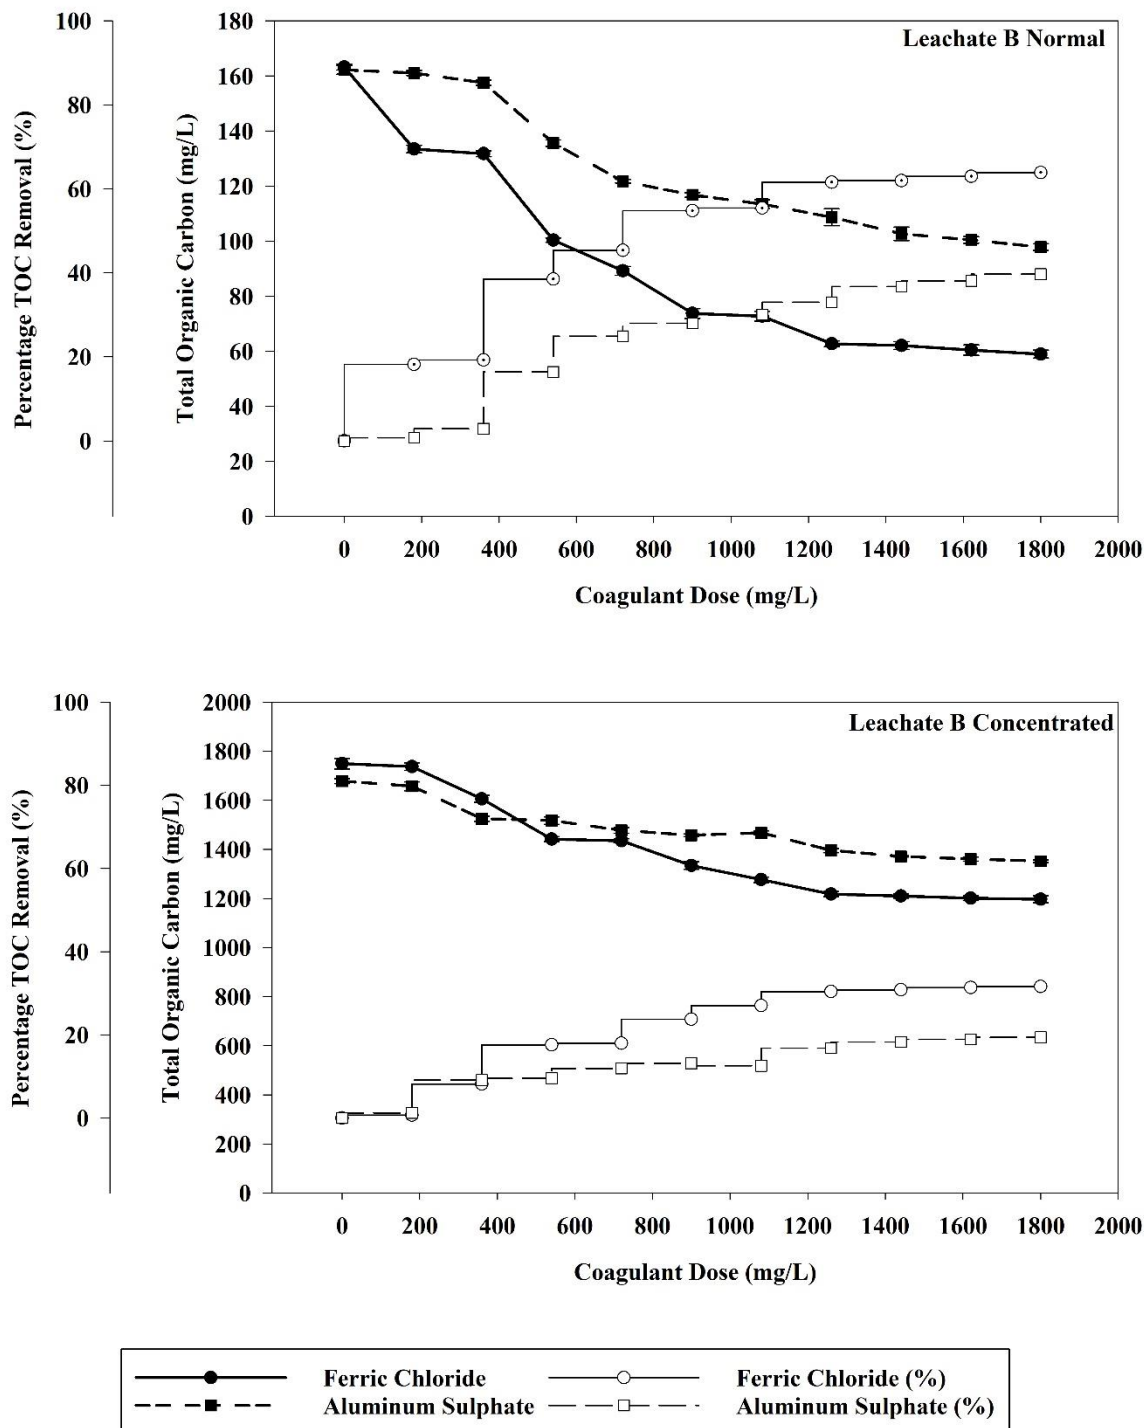 Leachate B Normal
Percentage TOC Removal (%)
100
80
60
40
20
0
Total Organic Carbon (mg/L)
180
160
140
120
100
80
60
40
20
0
0 200 400 600 800 1000 1200 1400 1600 1800 2000
Coagulant Dose (mg/L)
Leachate B Concentrated
Percentage TOC Removal (%)
100
80
60
40
20
0
Total Organic Carbon (mg/L)
2000
1800
1600
1400
1200
1000
800
600
400
200
0
0 200 400 600 800 1000 1200 1400 1600 1800 2000
Coagulant Dose (mg/L)
Ferric Chloride Ferric Chloride (%)
Aluminum Sulphate Aluminum Sulphate (%)